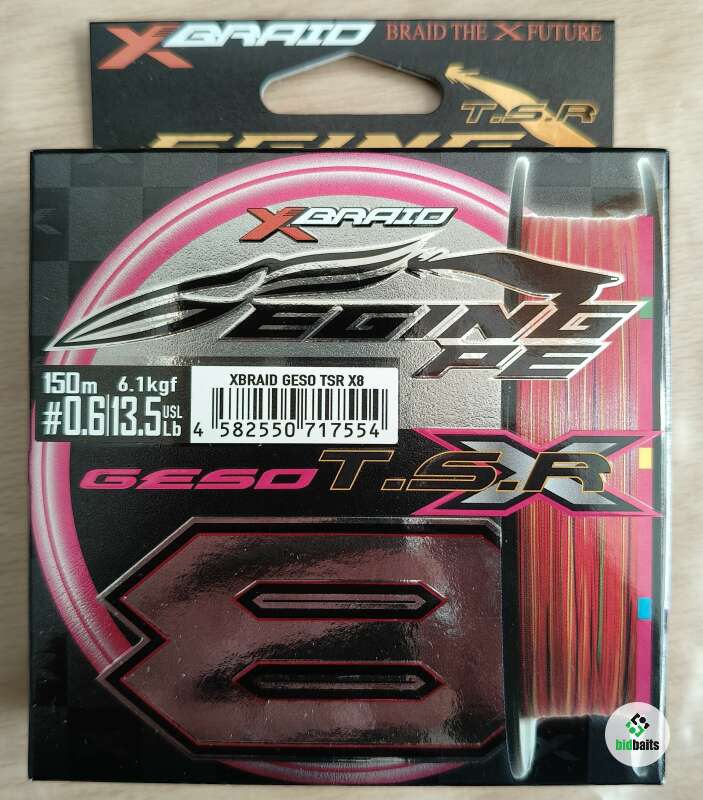 XBRAID BRAID THE X FUTURE
T.S.R
EGING
XBRAID
EGING
PE
150m 6.1kgf
#0.6 13.5 USL Lb
XBRAID GESO TSR X8
4 582550 717554
GESO T.S.R X
8
bidbaits